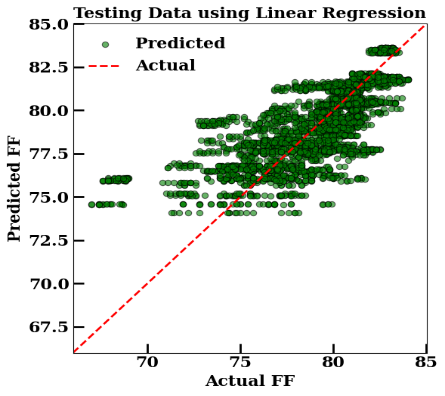 Testing Data using Linear Regression
85.0
82.5
80.0
77.5
75.0
72.5
70.0
67.5
Predicted FF
Predicted
Actual
70 75 80 85
Actual FF